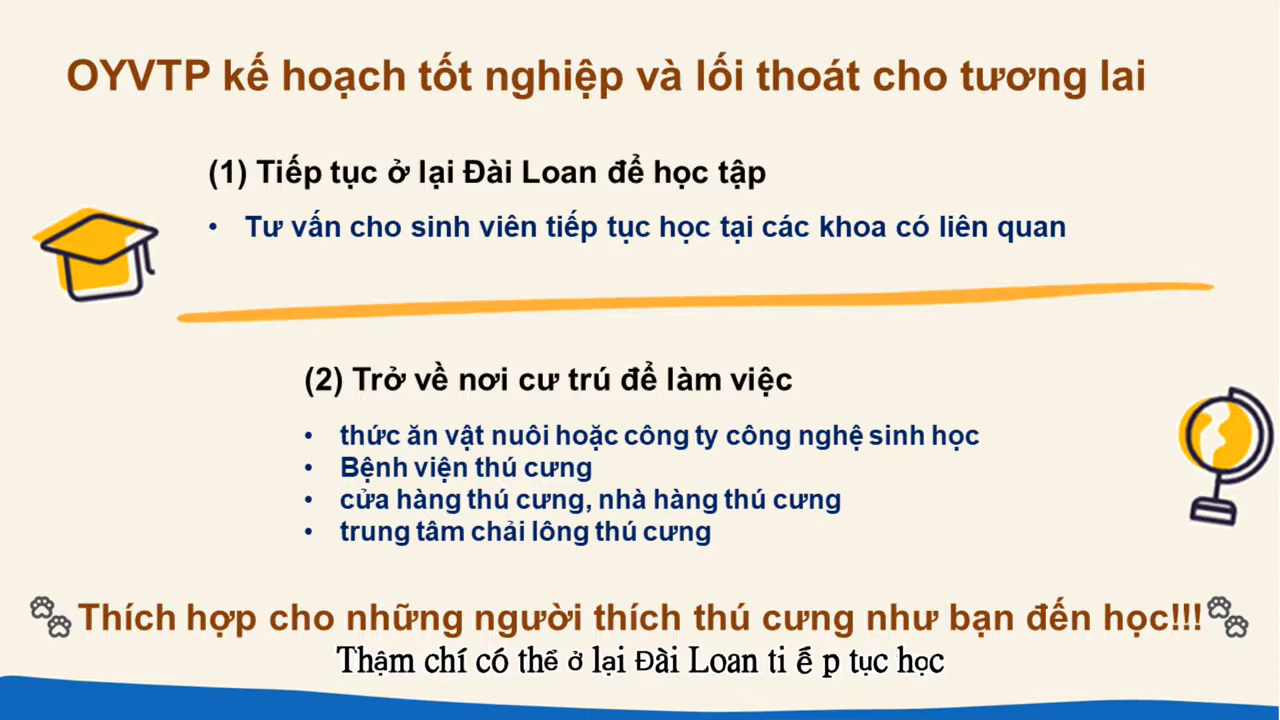 OYVTP kế hoạch tốt nghiệp và lối thoát cho tương lai
(1) Tiếp tục ở lại Đài Loan để học tập
• Tư vấn cho sinh viên tiếp tục học tại các khoa có liên quan
(2) Trở về nơi cư trú để làm việc
• thức ăn vật nuôi hoặc công ty công nghệ sinh học
• Bệnh viện thú cưng
• cửa hàng thú cưng, nhà hàng thú cưng
• trung tâm chải lông thú cưng
Thích hợp cho những người thích thú cưng như bạn đến học!!!
Thậm chí có thể ở lại Đài Loan ti ế p tục học